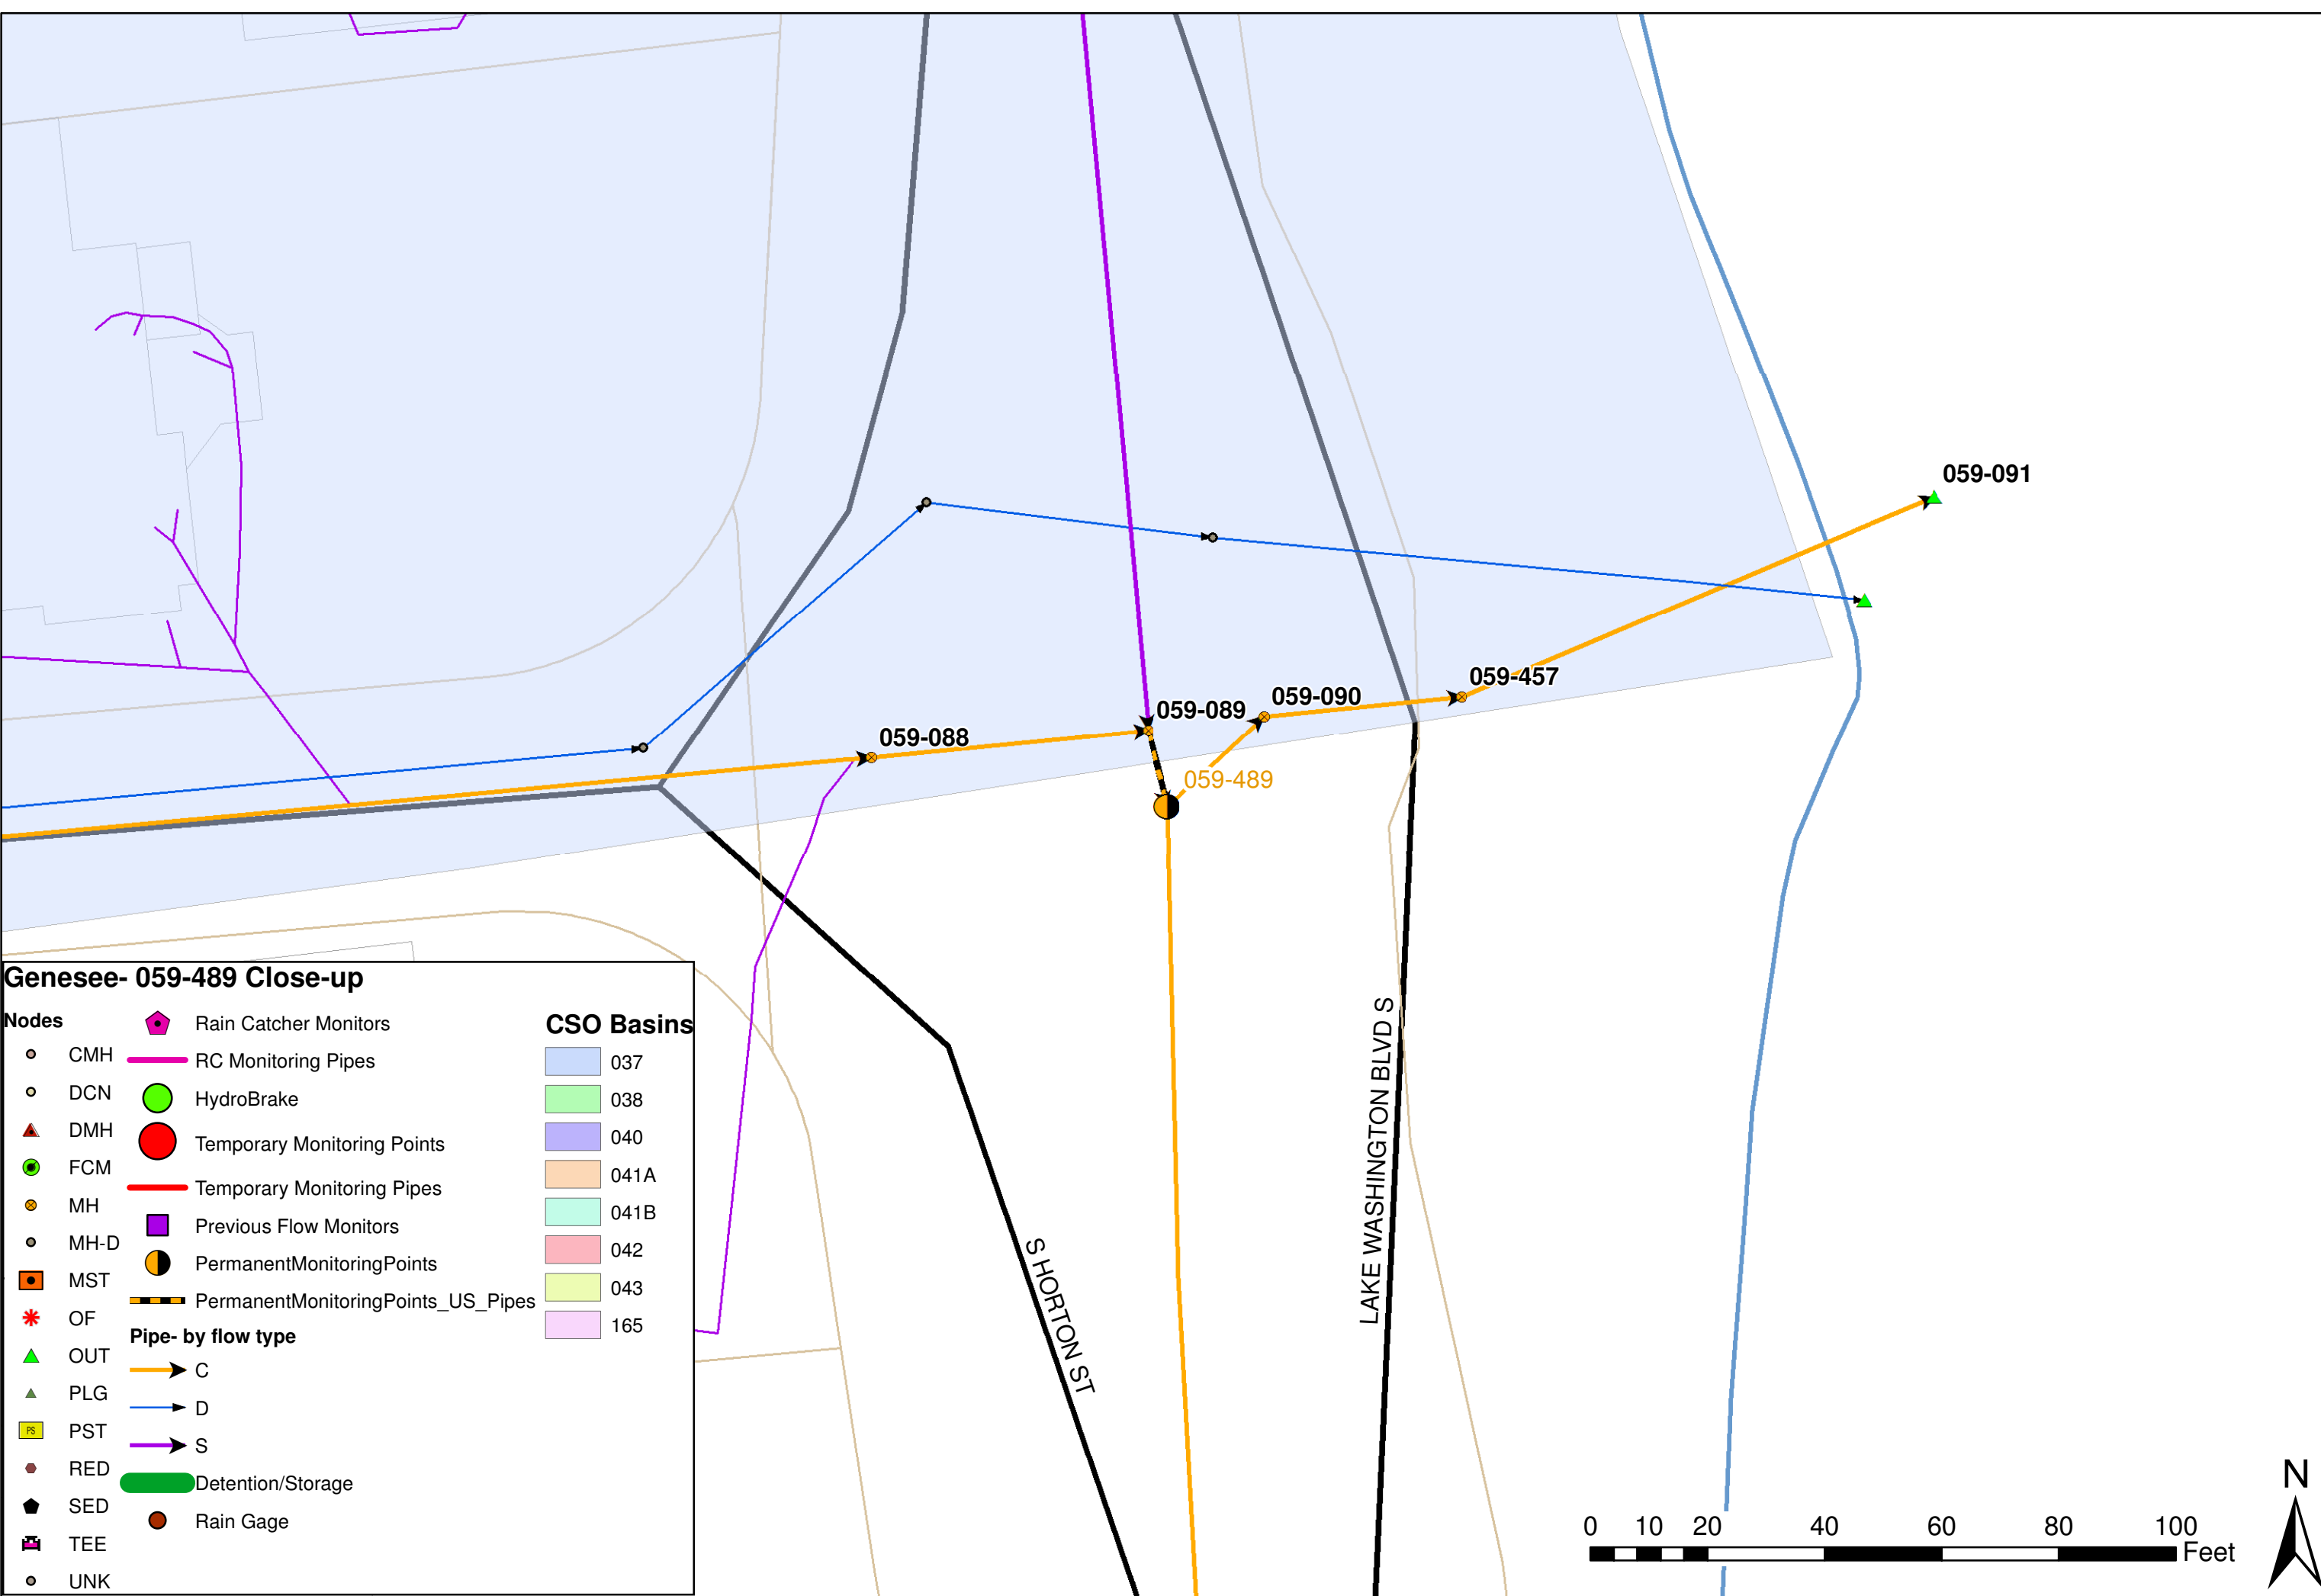 059-091
059-457
059-090
059-089
059-088
059-489
Genesee- 059-489 Close-up
Nodes
CMH
DCN
DMH
FCM
MH
MH-D
MST
OF
OUT
PLG
PS
PST
RED
SED
TEE
UNK
Rain Catcher Monitors
RC Monitoring Pipes
HydroBrake
Temporary Monitoring Points
Temporary Monitoring Pipes
Previous Flow Monitors
PermanentMonitoringPoints
PermanentMonitoringPoints_US_Pipes
Pipe- by flow type
C
D
S
Detention/Storage
Rain Gage
CSO Basins
037
038
040
041A
041B
042
043
165
S HORTON ST
LAKE WASHINGTON BLVD S
N
0 10 20 40 60 80 100
Feet